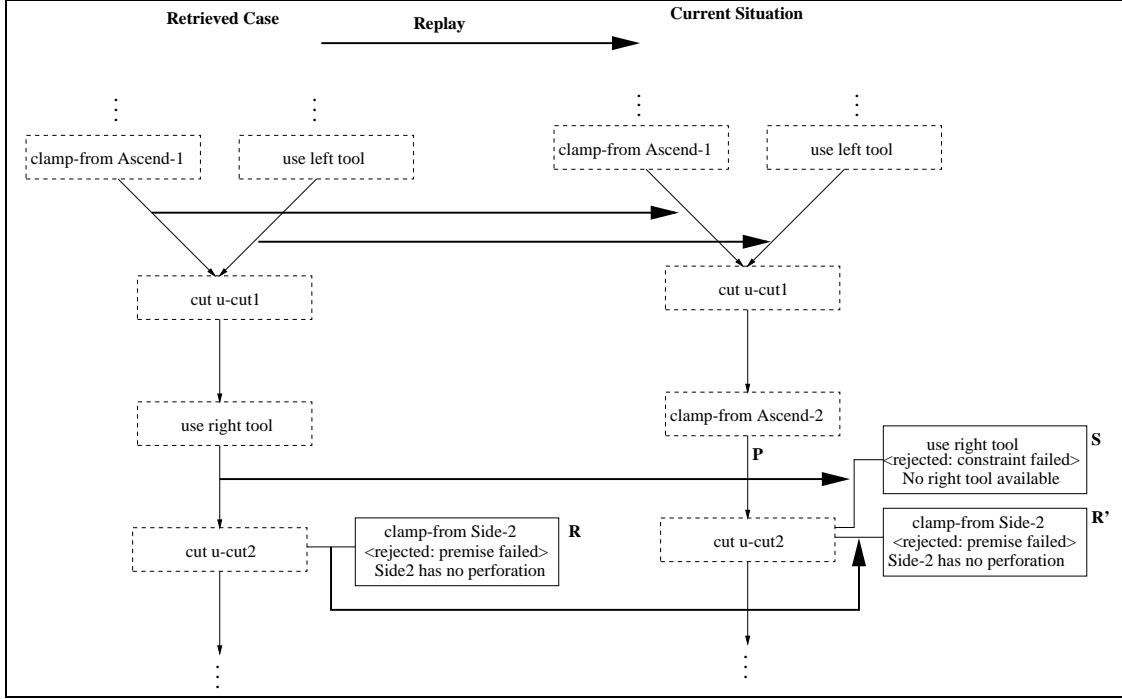 Retrieved Case
Replay
Current Situation
clamp-from Ascend-1
use left tool
cut u-cut1
use right tool
cut u-cut2
clamp-from Side-2
<rejected: premise failed>
Side2 has no perforation
R
clamp-from Ascend-1
use left tool
cut u-cut1
clamp-from Ascend-2
P
cut u-cut2
use right tool
<rejected: constraint failed>
No right tool available
S
clamp-from Side-2
<rejected: premise failed>
Side-2 has no perforation
R’